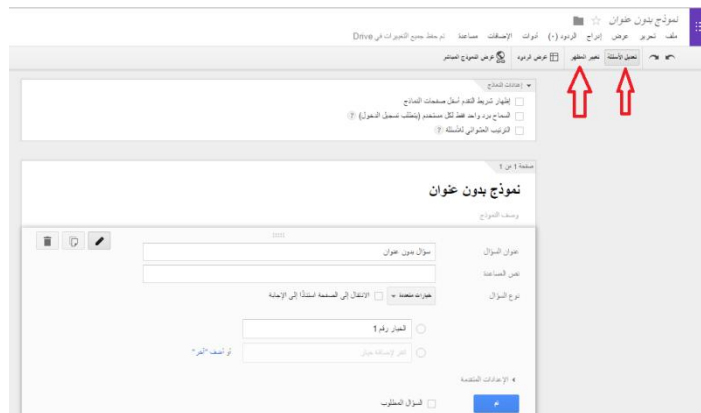 نموذج بدون عنوان
ملف تحرير عرض إدراج الردود (٠) أدوات الإضافات مساعدة تم حفظ جميع التغييرات في Drive
تعديل الأسئلة تغيير المظهر عرض الردود عرض النموذج المباشر
إعدادات النماذج
إظهار شريط التقدم أسفل صفحات النماذج
السماح برد واحد فقط لكل مستخدم (يتطلب تسجيل الدخول) ?
الترتيب العشوائي للأسئلة ?
صفحة 1 من 1
نموذج بدون عنوان
وصف النموذج
عنوان السؤال سؤال بدون عنوان
نص المساعدة
نوع السؤال خيارات متعددة الانتقال إلى الصفحة استنادًا إلى الإجابة
الخيار رقم 1
انقر لإضافة خيار أو أضف "آخر"
الإعدادات المتقدمة
تم السؤال المطلوب